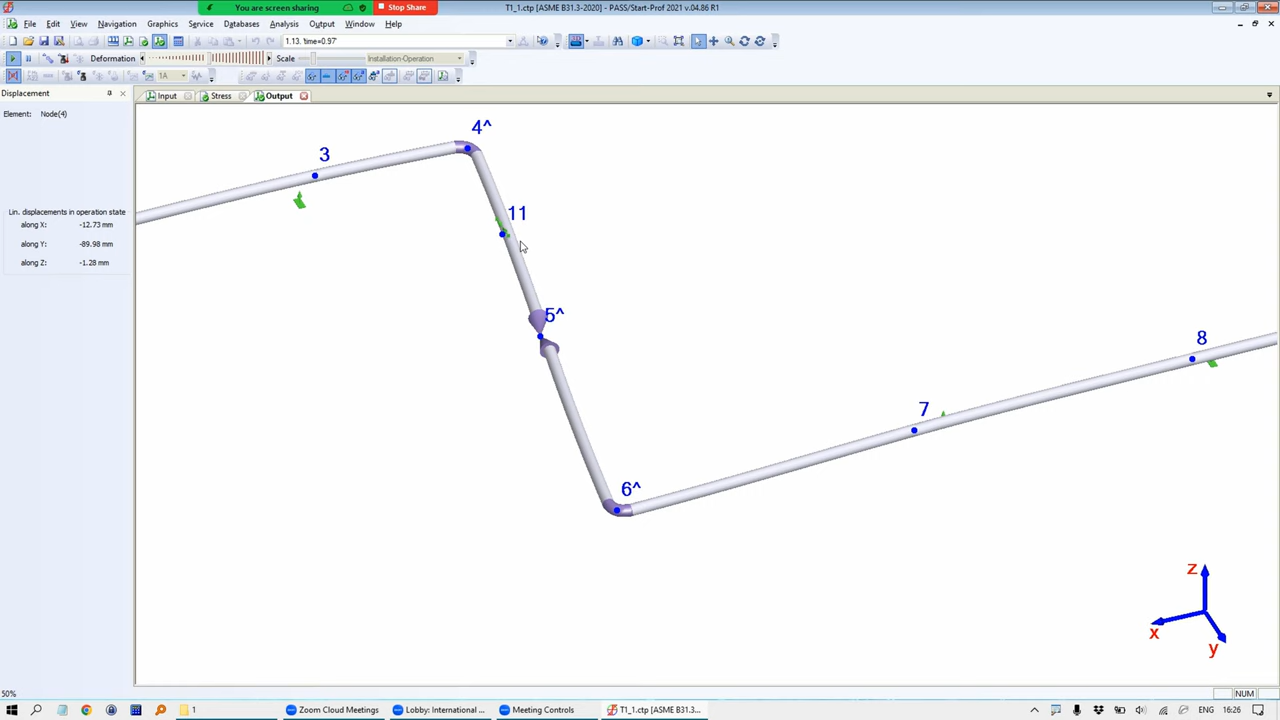 You are screen sharing
Stop Share
T1_1.ctp [ASME B31.3-2020] - PASS/Start-Prof 2021 v.04.86 R1
File Edit View Navigation Graphics Service Databases Analysis Output Window Help
1.13. 'time=0.97'
Deformation
Scale
Installation-Operation
1A
Displacement
Input
Stress
Output
Element: Node(4)
Lin. displacements in operation state
along X: -12.73 mm
along Y: -89.98 mm
along Z: -1.28 mm
4^
3
11
5^
8
7
6^
z
x
y
50%
NUM
1
Zoom Cloud Meetings
Lobby: International ...
Meeting Controls
T1_1.ctp [ASME B3...
ENG
16:26